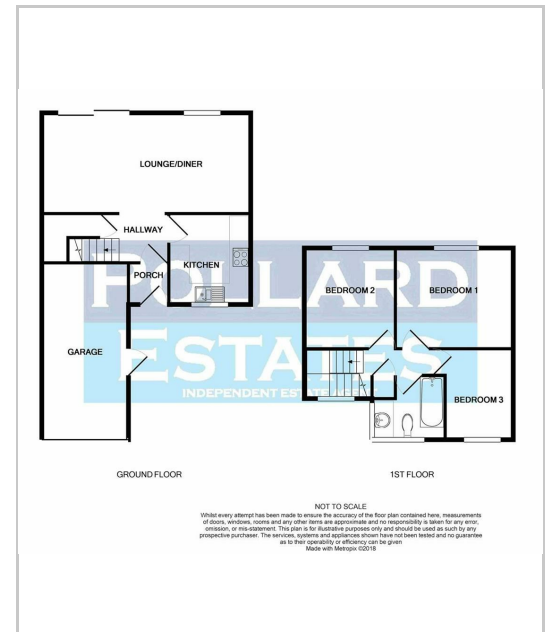 LOUNGE/DINER
HALLWAY
KITCHEN
PORCH
GARAGE
BEDROOM 2
BEDROOM 1
BEDROOM 3
POLLARD
ESTATES
INDEPENDENT ESTATE
GROUND FLOOR
1ST FLOOR
NOT TO SCALE
Whilst every attempt has been made to ensure the accuracy of the floor plan contained here, measurements
of doors, windows, rooms and any other items are approximate and no responsibility is taken for any error,
omission, or mis-statement. This plan is for illustrative purposes only and should be used as such by any
prospective purchaser. The services, systems and appliances shown have not been tested and no guarantee
as to their operability or efficiency can be given
Made with Metropix ©2018